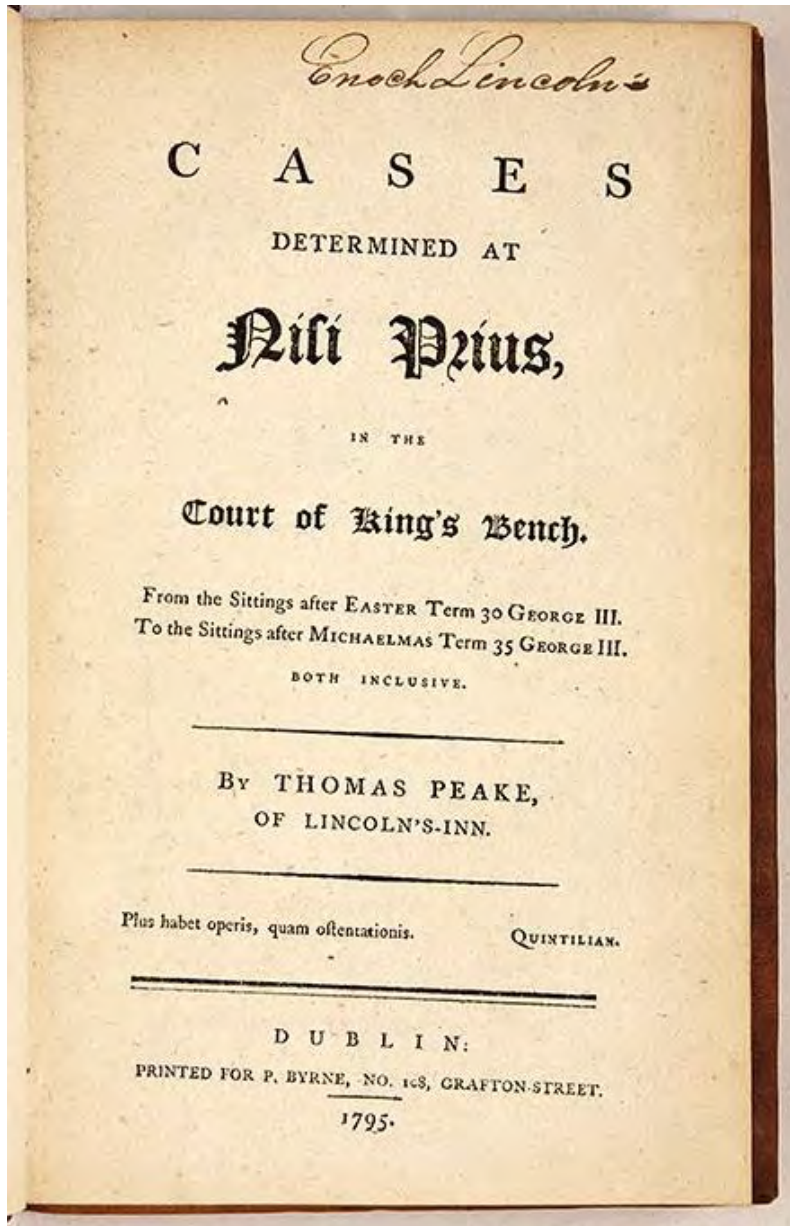 Enoch Lincoln's
CASES
DETERMINED AT
Niſi Prius,
IN THE
Court of King's Bench.
From the Sittings after EASTER Term 30 GEORGE III.
To the Sittings after MICHAELMAS Term 35 GEORGE III.
BOTH INCLUSIVE.
By THOMAS PEAKE,
OF LINCOLN'S-INN.
Plus habet operis, quam oſtentationis. QUINTILIAN.
DUBLIN:
PRINTED FOR P. BYRNE, NO. 108, GRAFTON-STREET.
1795.